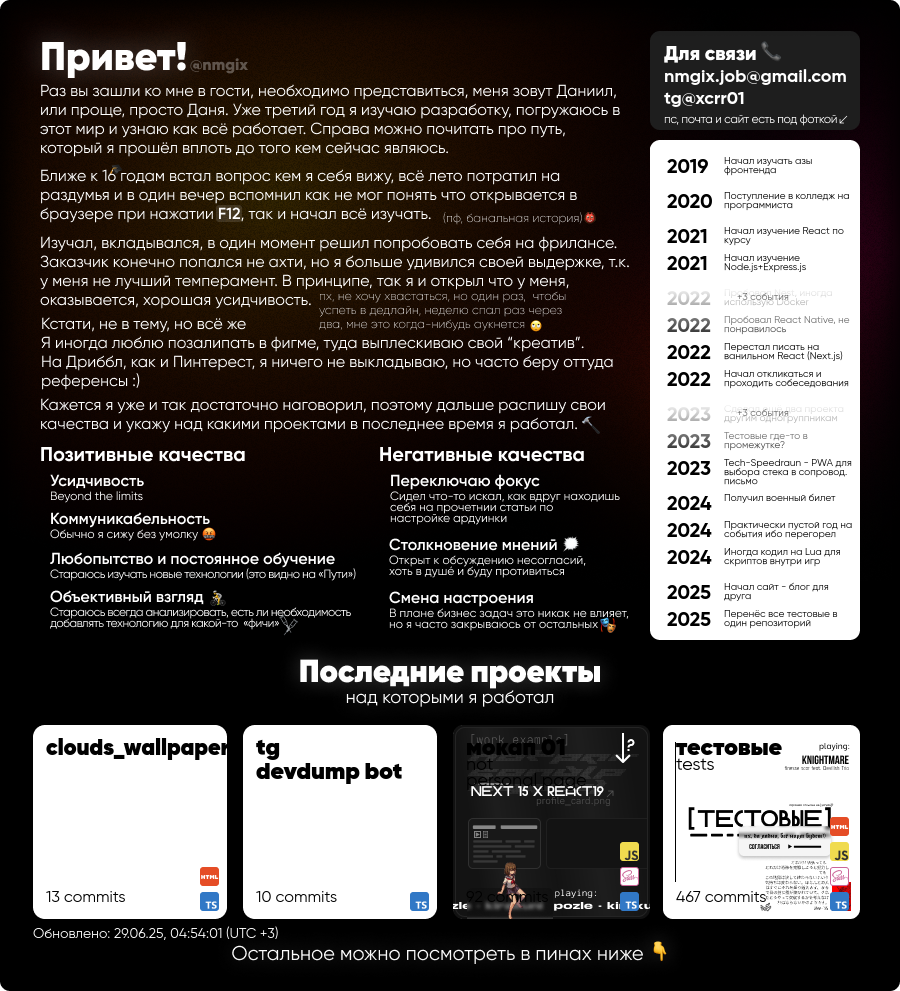 Привет! @nmgix
Раз вы зашли ко мне в гости, необходимо представиться, меня зовут Даниил,
или проще, просто Даня. Уже третий год я изучаю разработку, погружаюсь в
этот мир и узнаю как всё работает. Справа можно почитать про путь,
который я прошёл вплоть до того кем сейчас являюсь.
Ближе к 16 годам встал вопрос кем я себя вижу, всё лето потратил на
раздумья и в один вечер вспомнил как не мог понять что открывается в
браузере при нажатии F12, так и начал всё изучать. (пф, банальная история)👹
Изучал, вкладывался, в один момент решил попробовать себя на фрилансе.
Заказчик конечно попался не ахти, но я больше удивился своей выдержке, т.к.
у меня не лучший темперамент. В принципе, так я и открыл что у меня,
оказывается, хорошая усидчивость.
пх, не хочу хвастаться, но один раз, чтобы
успеть в дедлайн, неделю спал раз через
два, мне это когда-нибудь аукнется 🙄
Кстати, не в тему, но всё же
Я иногда люблю позалипать в фигме, туда выплескиваю свой “креатив”.
На Дриббл, как и Пинтерест, я ничего не выкладываю, но часто беру оттуда
референсы :)
Кажется я уже и так достаточно наговорил, поэтому дальше распишу свои
качества и укажу над какими проектами в последнее время я работал. 🔨
Позитивные качества
Усидчивость
Beyond the limits
Коммуникабельность
Обычно я сижу без умолку 🤬
Любопытство и постоянное обучение
Стараюсь изучать новые технологии (это видно на «Пути»)
Объективный взгляд
Стараюсь всегда анализировать, есть ли необходимость
добавлять технологию для какой-то «фичи»
Негативные качества
Переключаю фокус
Сидел что-то искал, как вдруг находишь
себя на прочетнии статьи по
настройке ардуинки
Столкновение мнений
Открыт к обсуждению несогласий,
хоть в душе и буду противиться
Смена настроения
В плане бизнес задач это никак не влияет,
но я часто закрываюсь от остальных 🎭
Для связи 📞
nmgix.job@gmail.com
tg@xcrr01
пс, почта и сайт есть под фоткой↙
2019 Начал изучать азы
фронтенда
2020 Поступление в колледж на
программиста
2021 Начал изучение React по
курсу
2021 Начал изучение
Node.js+Express.js
2022 +3 события
использую Docker
2022 Пробовал React Native, не
понравилось
2022 Перестал писать на
ванильном React (Next.js)
2022 Начал откликаться и
проходить собеседования
2023 +3 события
другим одногруппникам
2023 Тестовые где-то в
промежутке?
2023 Tech-Speedraun - PWA для
выбора стека в сопровод.
письмо
2024 Получил военный билет
2024 Практически пустой год на
события ибо перегорел
2024 Иногда кодил на Lua для
скриптов внутри игр
2025 Начал сайт - блог для
друга
2025 Перенёс все тестовые в
один репозиторий
Последние проекты
над которыми я работал
clouds_wallpaper
13 commits
HTML
TS
tg
devdump bot
10 commits
TS
[work_example]
мокап 01
not
personal page
NEXT 15 X REACT19
profile_card.png
92 commits
playing:
pozle - ki
JS
TS
тестовые
tests
playing:
KNIGHTMARE
[ТЕСТОВЫЕ]
СОГЛАСИТЬСЯ
467 commits
HTML
JS
TS
Обновлено: 29.06.25, 04:54:01 (UTC +3)
Остальное можно посмотреть в пинах ниже 👇